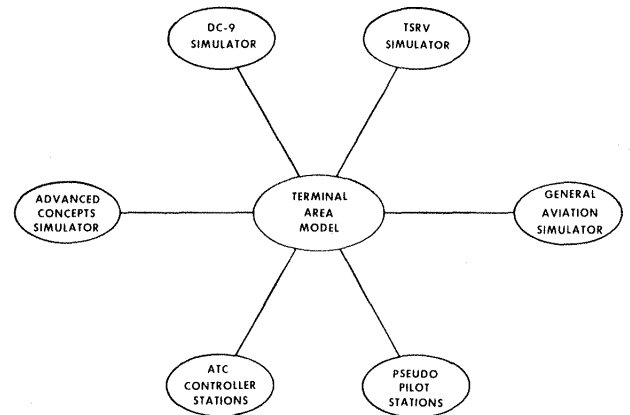 DC-9
SIMULATOR
TSRV
SIMULATOR
ADVANCED
CONCEPTS
SIMULATOR
TERMINAL
AREA
MODEL
GENERAL
AVIATION
SIMULATOR
ATC
CONTROLLER
STATIONS
PSEUDO
PILOT
STATIONS